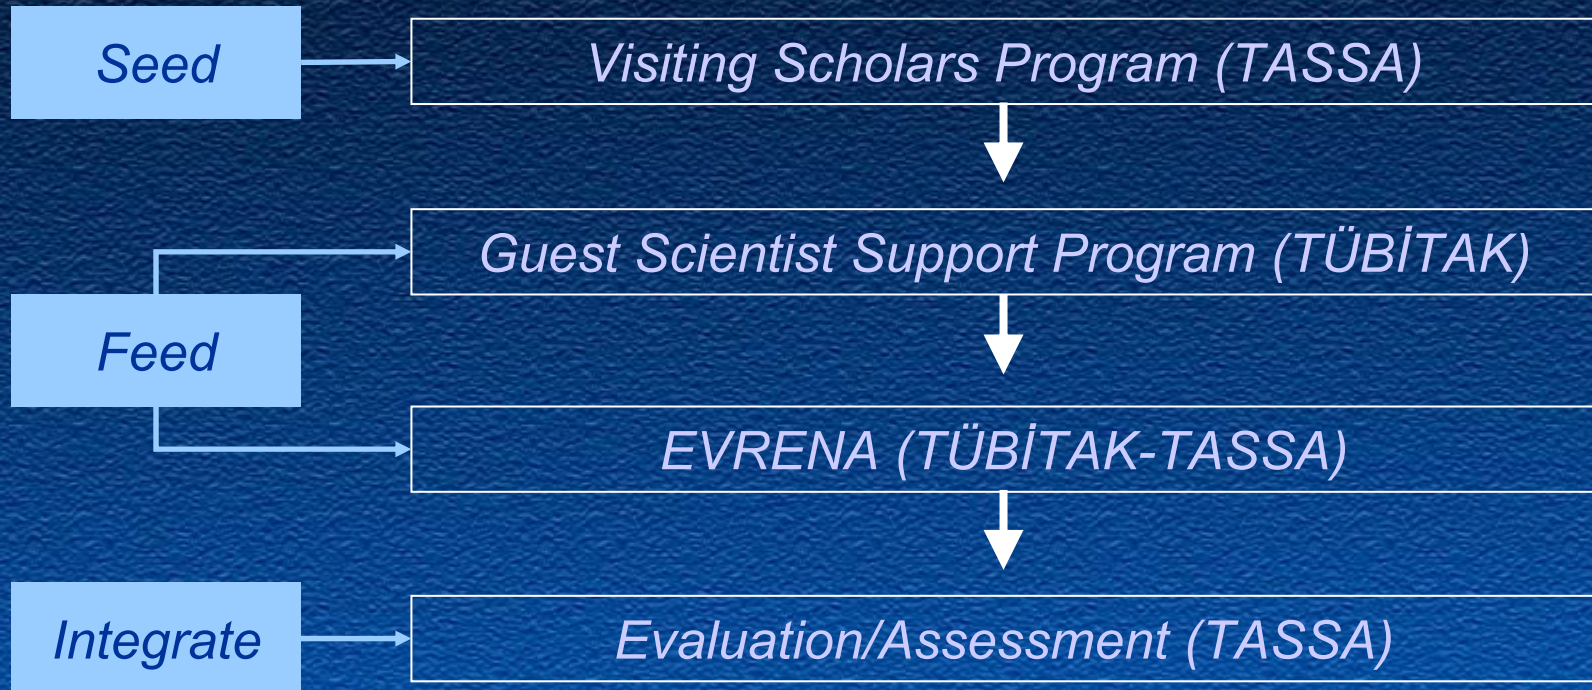 Seed
Visiting Scholars Program (TASSA)
Guest Scientist Support Program (TÜBİTAK)
Feed
EVRENA (TÜBİTAK-TASSA)
Integrate
Evaluation/Assessment (TASSA)